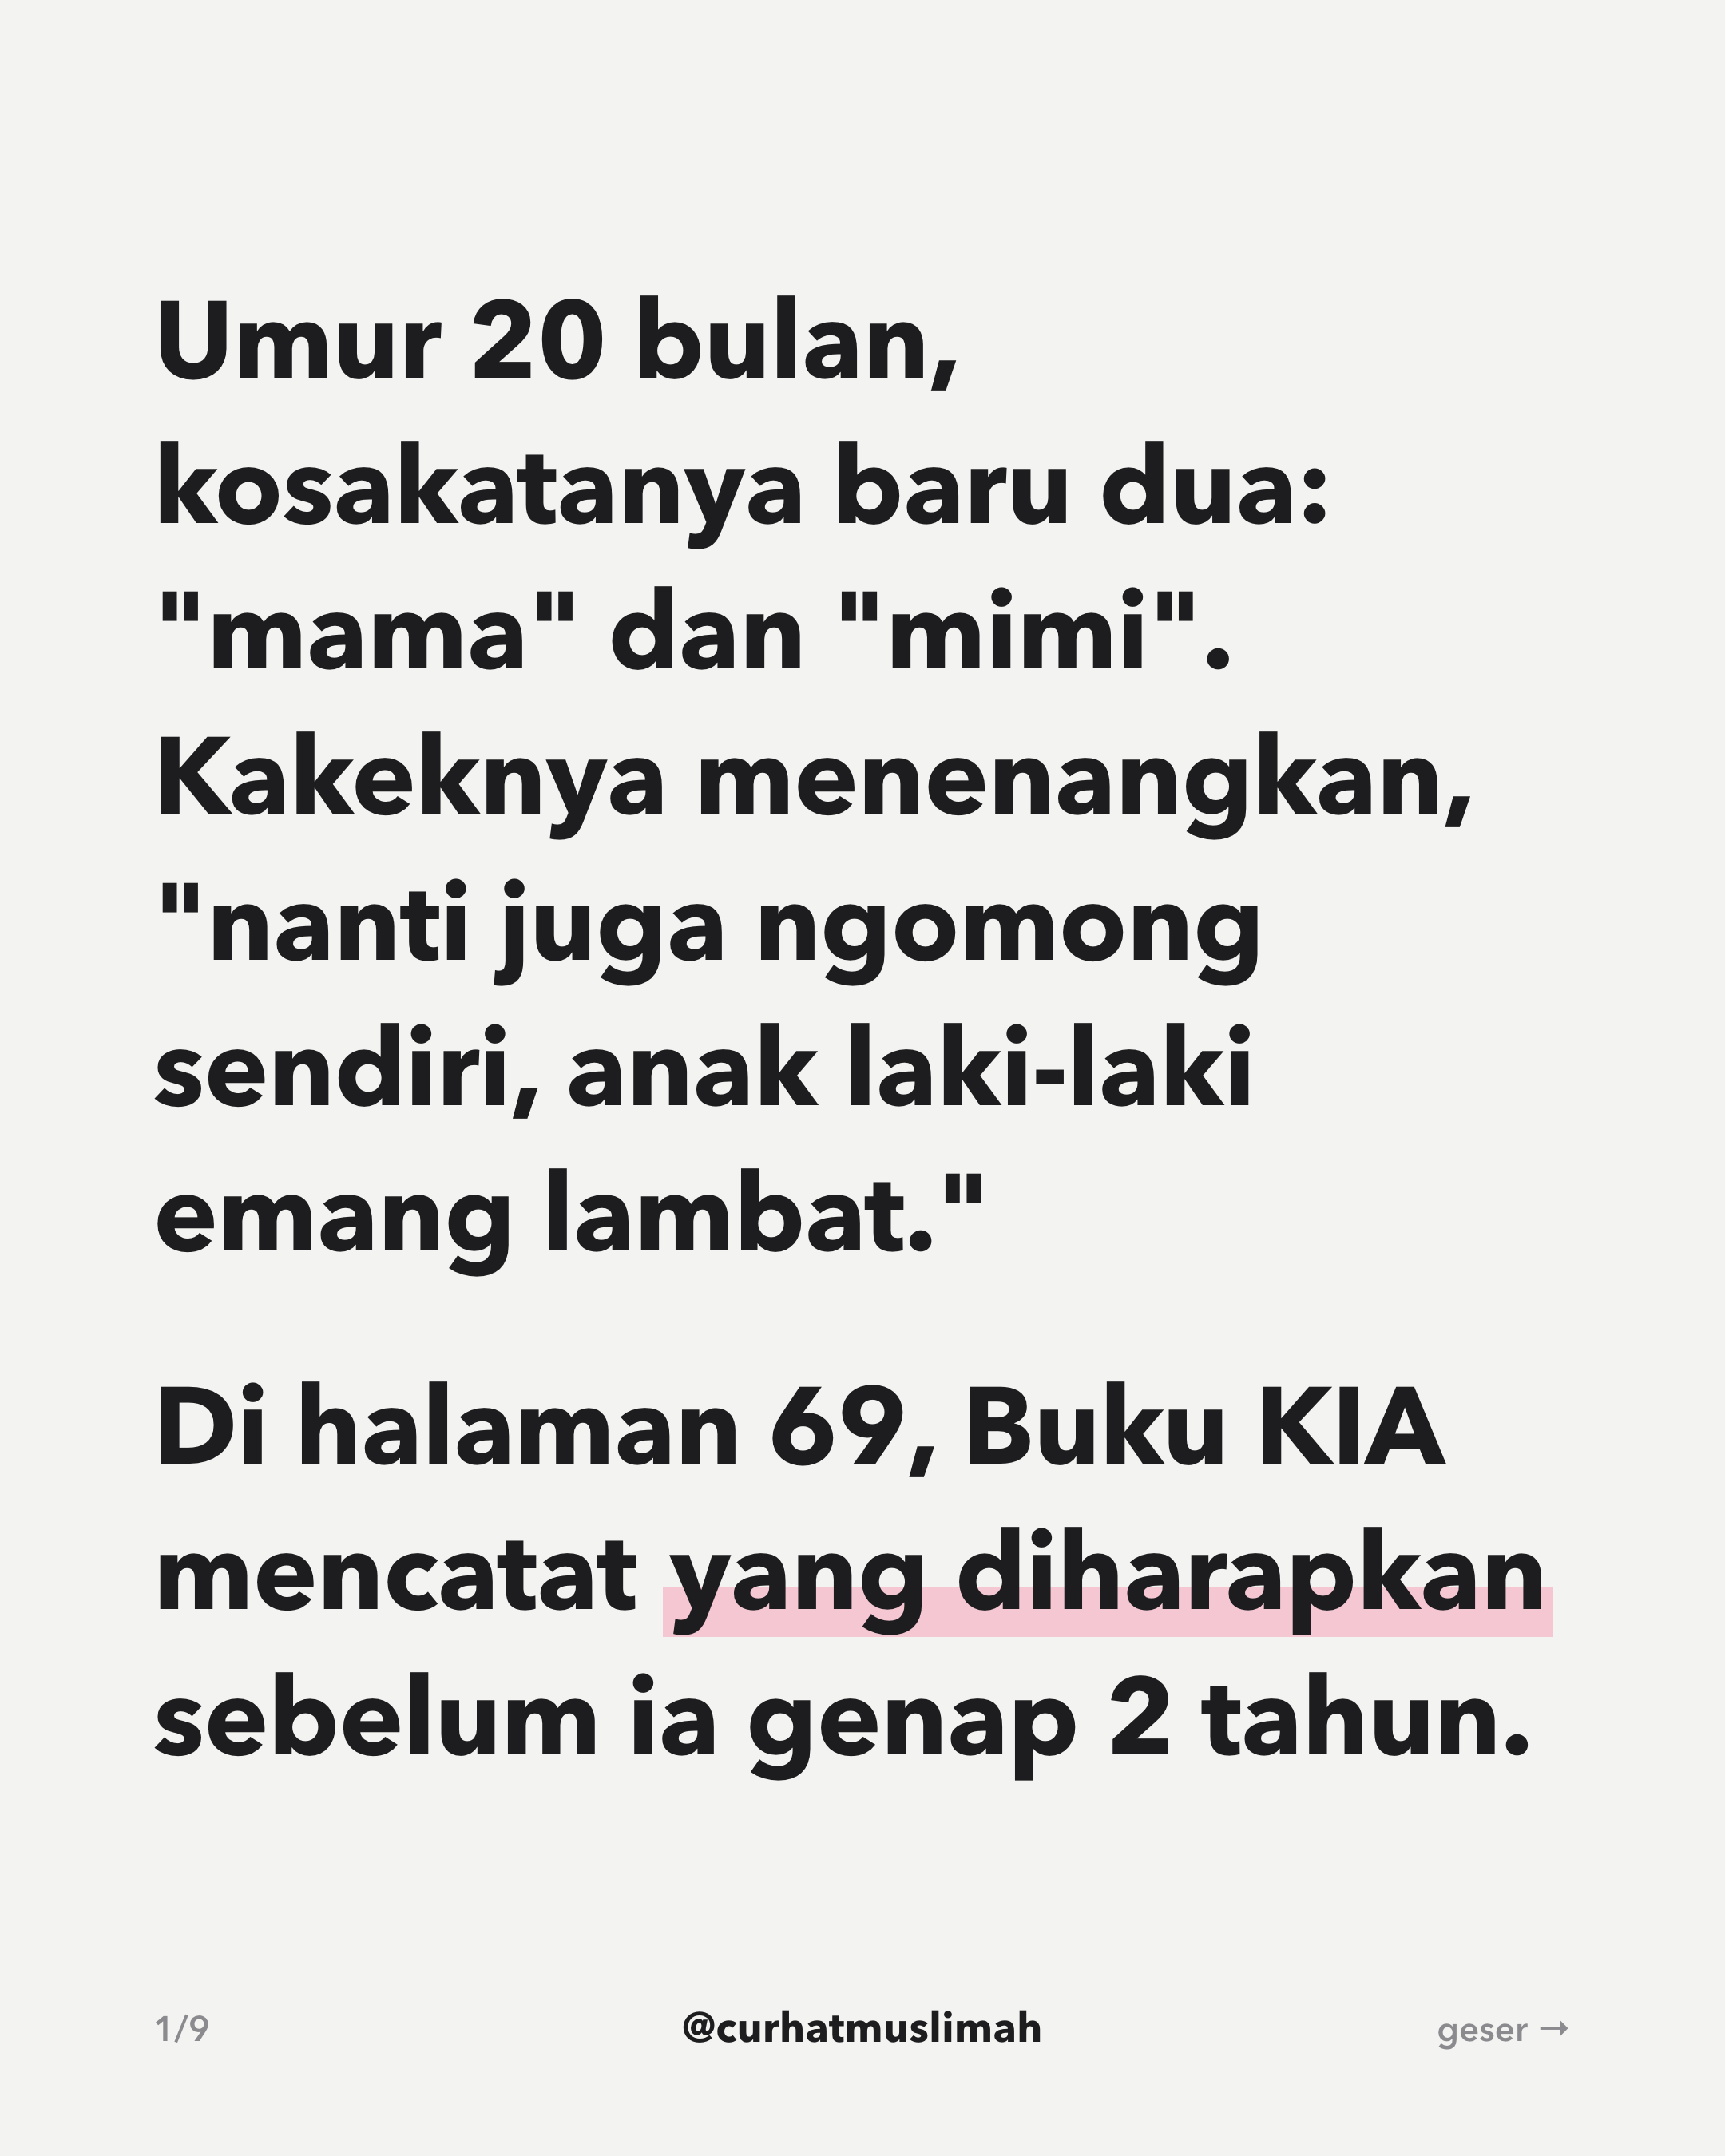 Umur 20 bulan,
kosakatanya baru dua:
"mama" dan "mimi".
Kakeknya menenangkan,
"nanti juga ngomong
sendiri, anak laki-laki
emang lambat."
Di halaman 69, Buku KIA
mencatat yang diharapkan
sebelum ia genap 2 tahun.
1/9 @curhatmuslimah geser →